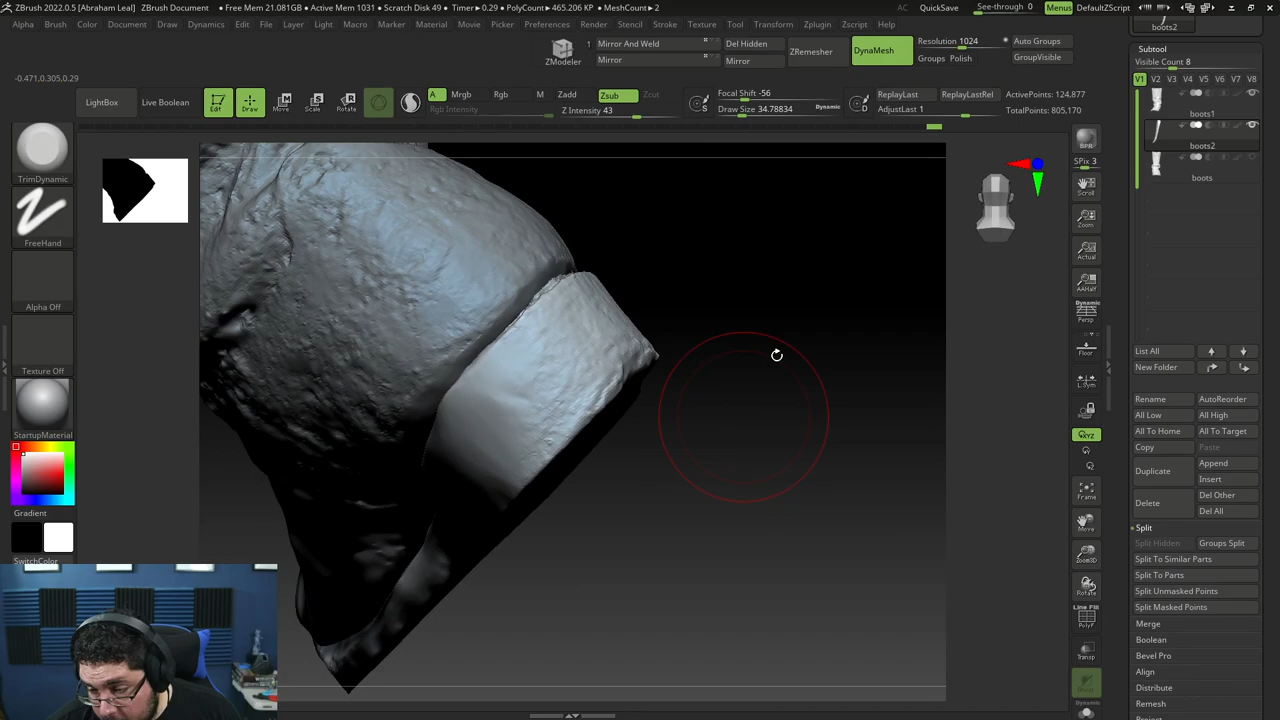 ZBrush 2022.0.5 [Abraham Leal] ZBrush Document • Free Mem 21.081GB • Active Mem 1031 • Scratch Disk 49 • Timer▸0.29 • PolyCount▸465.206 KP • MeshCount▸2 AC QuickSave See-through 0 Menus DefaultZScript
Alpha Brush Color Document Draw Dynamics Edit File Layer Light Macro Marker Material Movie Picker Preferences Render Stencil Stroke Texture Tool Transform Zplugin Zscript Help
boots2
ZModeler 1 Mirror And Weld Mirror Del Hidden Mirror ZRemesher DynaMesh Resolution 1024 Groups Polish Auto Groups GroupVisible
-0.471,0.305,0.29
LightBox Live Boolean Edit Draw Move Scale Rotate A Mrgb Rgb M Zadd Zsub Zcut
Rgb Intensity Z Intensity 43
Focal Shift -56 Draw Size 34.78834 Dynamic
S D
ReplayLast ReplayLastRel AdjustLast 1
ActivePoints: 124,877
TotalPoints: 805,170
TrimDynamic
FreeHand
Alpha Off
Texture Off
StartupMaterial
Gradient
SwitchColor
BPR
SPix 3
Scroll
Zoom
Actual
AAHalf
Dynamic
Persp
Floor
L.Sym
XYZ
Frame
Move
Zoom3D
Rotate
Line Fill
PolyF
Transp
Ghost
Dynamic
Subtool
Visible Count 8
V1 V2 V3 V4 V5 V6 V7 V8
boots1
boots2
boots
List All
New Folder
Rename AutoReorder
All Low All High
All To Home All To Target
Copy Paste
Duplicate Append
Insert
Delete Del Other
Del All
Split
Split Hidden Groups Split
Split To Similar Parts
Split To Parts
Split Unmasked Points
Split Masked Points
Merge
Boolean
Bevel Pro
Align
Distribute
Remesh